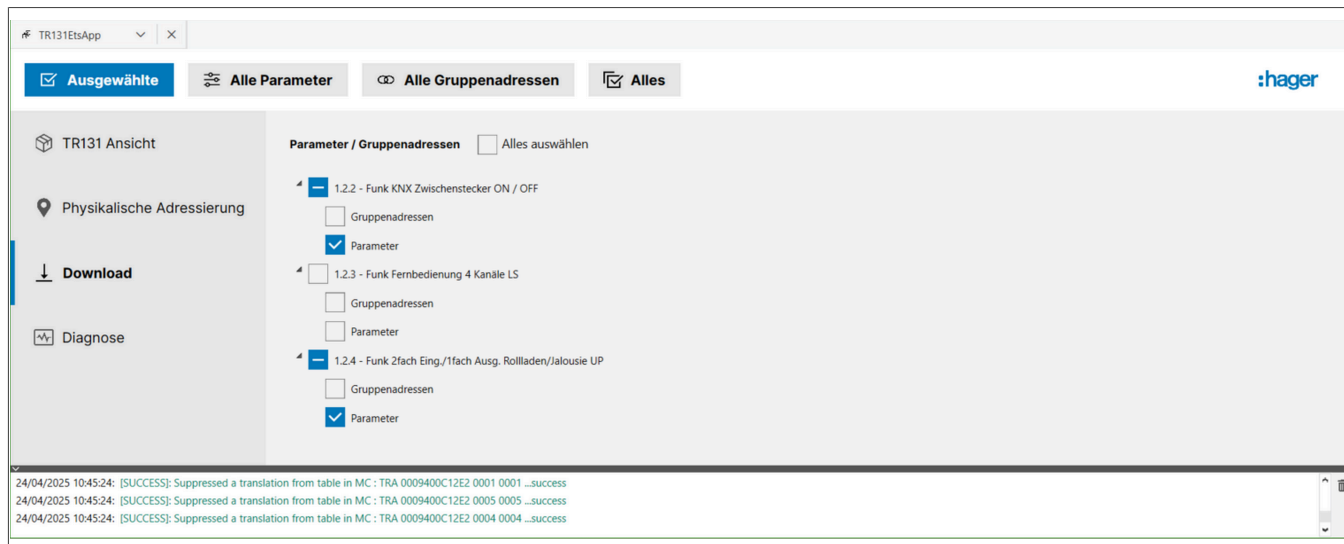 TR131EtsApp
Ausgewählte Alle Parameter Alle Gruppenadressen Alles :hager
TR131 Ansicht
Physikalische Adressierung
Download
Diagnose
Parameter / Gruppenadressen Alles auswählen
1.2.2 - Funk KNX Zwischenstecker ON / OFF
Gruppenadressen
Parameter
1.2.3 - Funk Fernbedienung 4 Kanäle LS
Gruppenadressen
Parameter
1.2.4 - Funk 2fach Eing./1fach Ausg. Rollladen/Jalousie UP
Gruppenadressen
Parameter
24/04/2025 10:45:24: [SUCCESS]: Suppressed a translation from table in MC : TRA 0009400C12E2 0001 0001 ...success
24/04/2025 10:45:24: [SUCCESS]: Suppressed a translation from table in MC : TRA 0009400C12E2 0005 0005 ...success
24/04/2025 10:45:24: [SUCCESS]: Suppressed a translation from table in MC : TRA 0009400C12E2 0004 0004 ...success